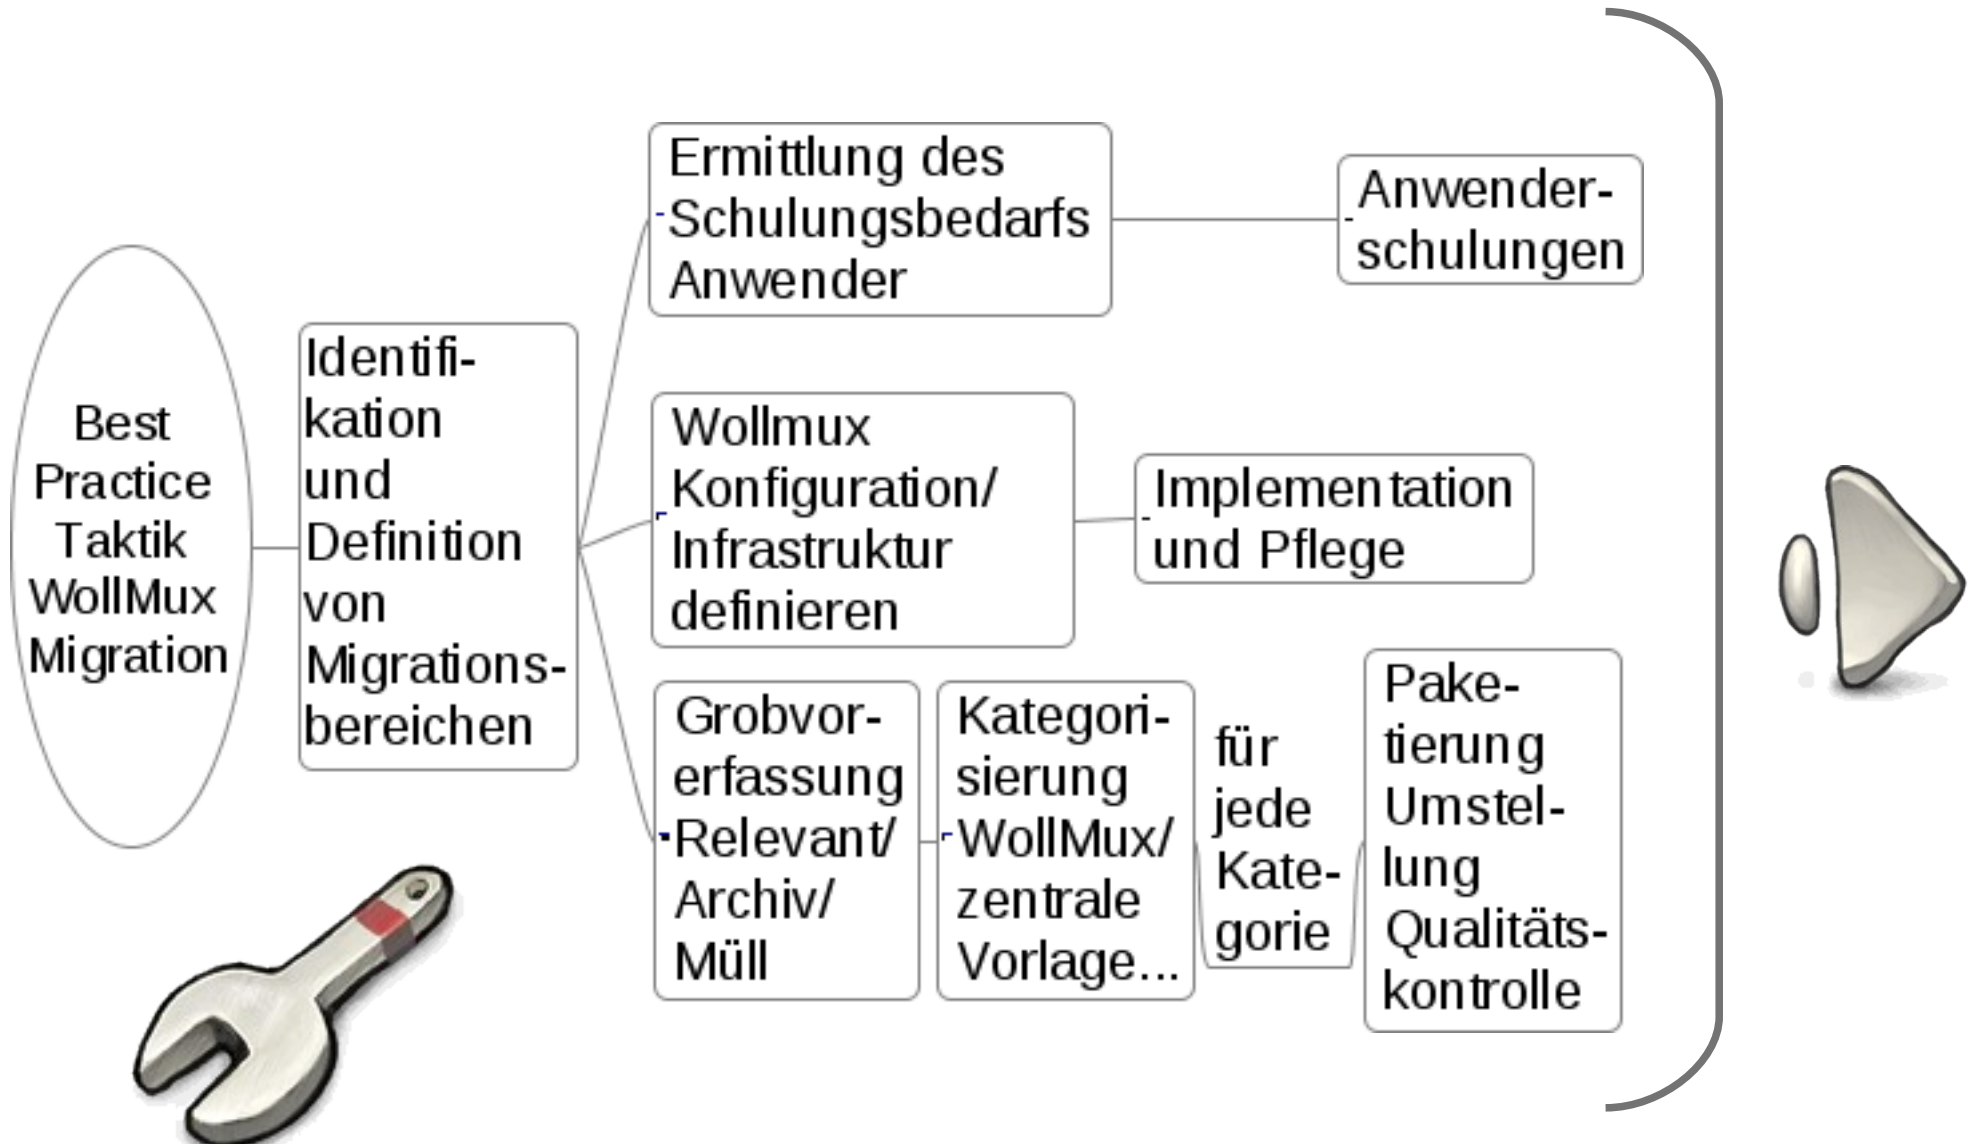 Best
Practice
Taktik
WollMux
Migration
Identifi-
kation
und
Definition
von
Migrations-
bereichen
Ermittlung des
Schulungsbedarfs
Anwender
Anwender-
schulungen
Wollmux
Konfiguration/
Infrastruktur
definieren
Implementation
und Pflege
Grobvor-
erfassung
Relevant/
Archiv/
Müll
Kategori-
sierung
WollMux/
zentrale
Vorlage...
für
jede
Kate-
gorie
Pake-
tierung
Umstel-
lung
Qualitäts-
kontrolle